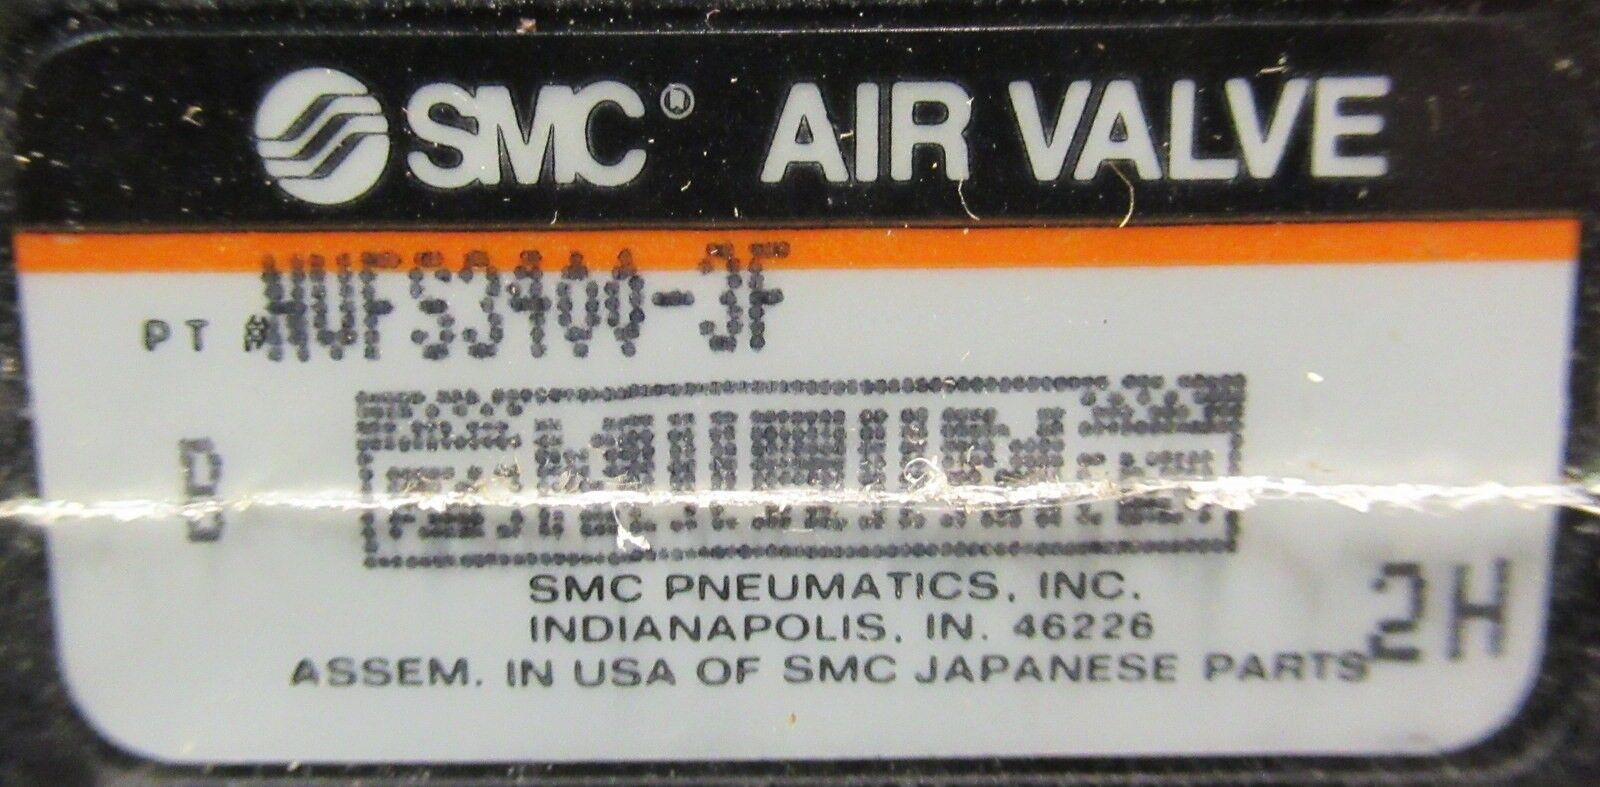 SMC® AIR VALVE
PT # NVFS3400-3F
SMC PNEUMATICS, INC.
INDIANAPOLIS, IN. 46226
ASSEM. IN USA OF SMC JAPANESE PARTS
2H